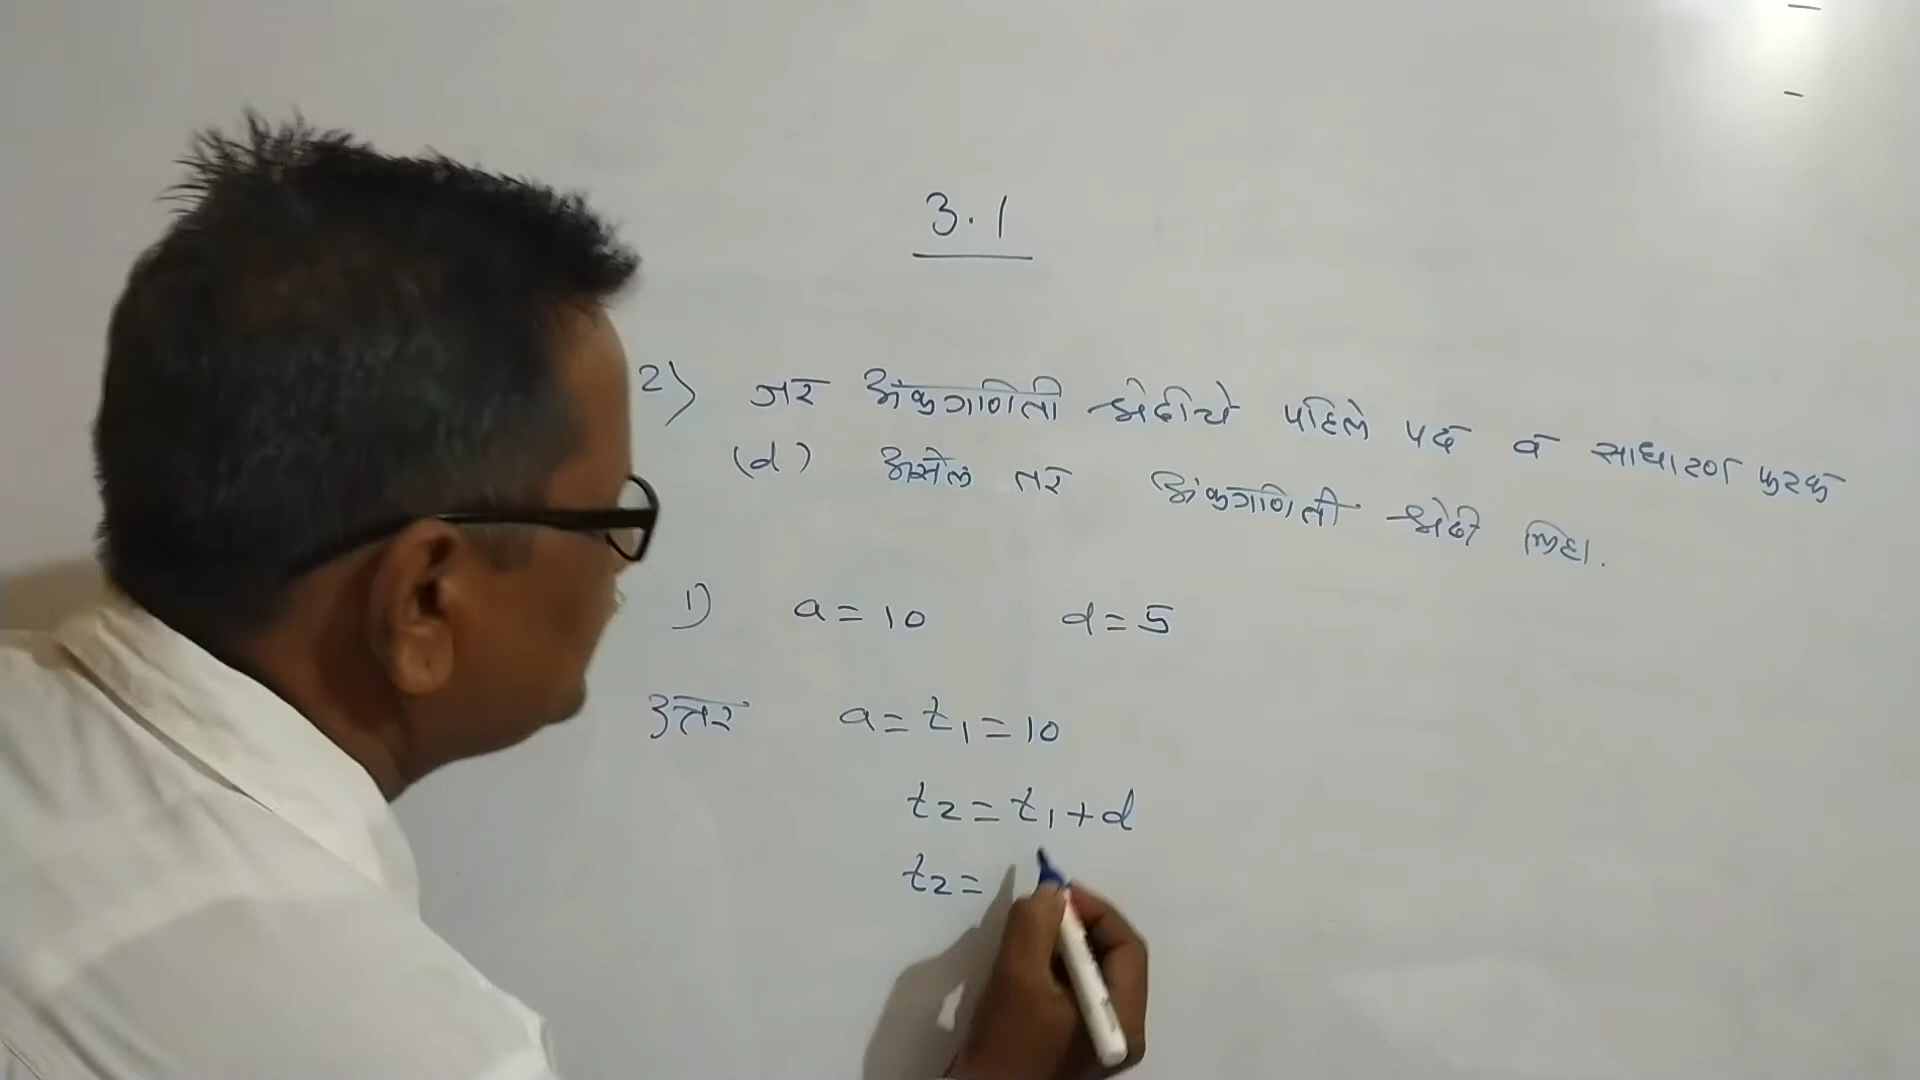 3.1
2) जर अंकगणिती श्रेढीचे पहिले पद व साधारण फरक
(d) असेल तर अंकगणिती श्रेढी लिहा.
1) a = 10 d = 5
उत्तर a = t₁ = 10
t₂ = t₁ + d
t₂ =